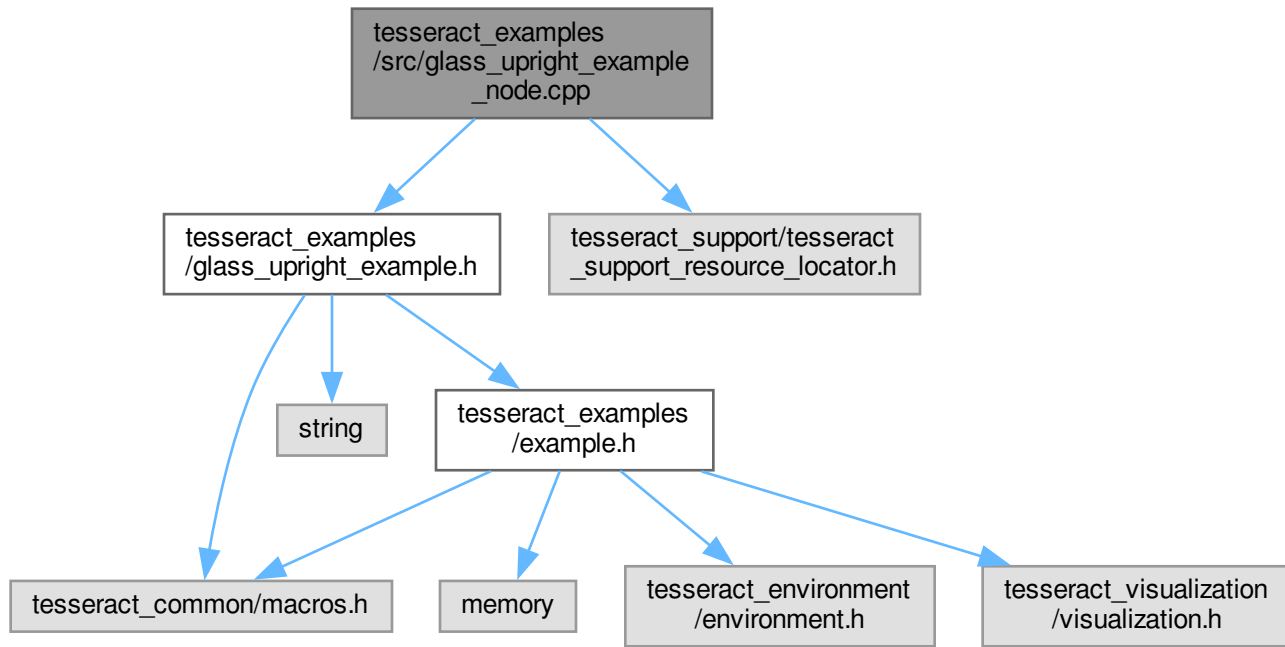 tesseract_examples
/src/glass_upright_example
_node.cpp
tesseract_examples
/glass_upright_example.h
tesseract_support/tesseract
_support_resource_locator.h
string
tesseract_examples
/example.h
tesseract_common/macros.h
memory
tesseract_environment
/environment.h
tesseract_visualization
/visualization.h